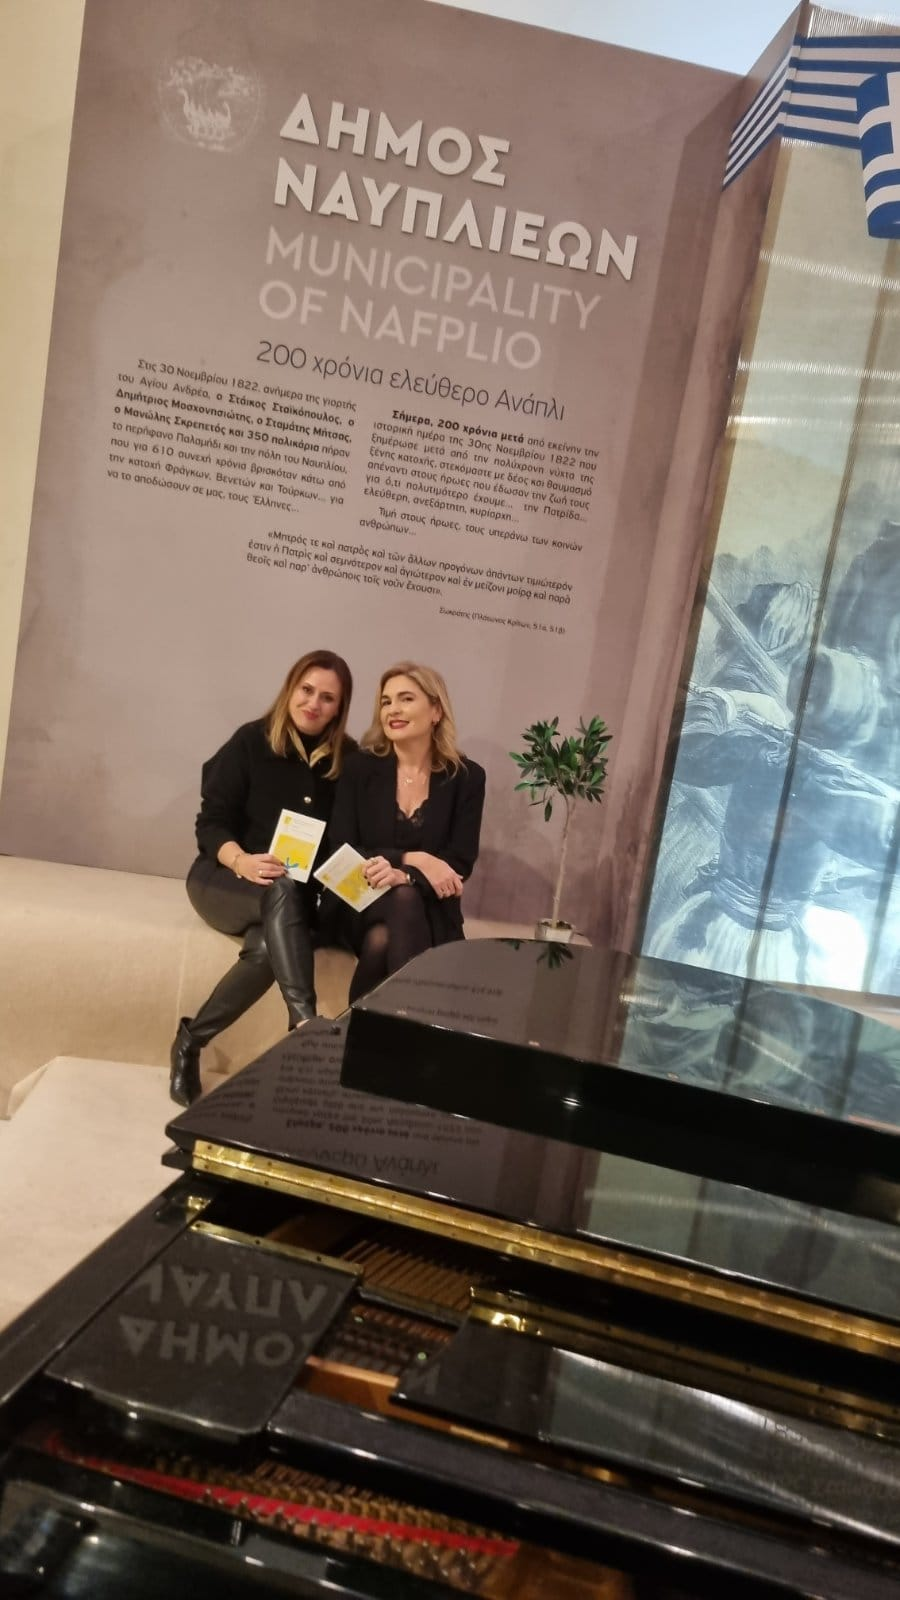 ΔΗΜΟΣ
ΝΑΥΠΛΙΕΩΝ
MUNICIPALITY
OF NAFPLIO
200 χρόνια ελεύθερο Ανάπλι
Στις 30 Νοεμβρίου 1822, ανήμερα της γιορτής
του Αγίου Ανδρέα, ο Στάικος Σταϊκόπουλος, ο
Δημήτριος Μοσχονησιώτης, ο Σταμάτης Μήτσας,
ο Μανώλης Σκρεπετός και 350 παλικάρια πήραν
το περήφανο Παλαμήδι και την πόλη του Ναυπλίου,
που για 610 συνεχή χρόνια βρισκόταν κάτω από
την κατοχή Φράγκων, Βενετών και Τούρκων... για
να το αποδώσουν σε μας, τους Έλληνες...
Σήμερα, 200 χρόνια μετά από εκείνην την
ιστορική ημέρα της 30ης Νοεμβρίου 1822 που
ξημέρωσε μετά από την πολύχρονη νύχτα της
ξένης κατοχής, στεκόμαστε με δέος και θαυμασμό
απέναντι στους ήρωες που έδωσαν την ζωή τους
για ό,τι πολυτιμότερο έχουμε... την Πατρίδα...
ελεύθερη, ανεξάρτητη, κυρίαρχη...
Τιμή στους ήρωες, τους υπεράνω των κοινών
ανθρώπων...
«Μητρός τε καὶ πατρὸς καὶ τῶν ἄλλων προγόνων ἁπάντων τιμιώτερόν
ἐστιν ἡ Πατρὶς καὶ σεμνότερον καὶ ἁγιώτερον καὶ ἐν μείζονι μοίρᾳ καὶ παρὰ
θεοῖς καὶ παρ' ἀνθρώποις τοῖς νοῦν ἔχουσι».
Σωκράτης (Πλάτωνος Κρίτων, 51α, 51β)